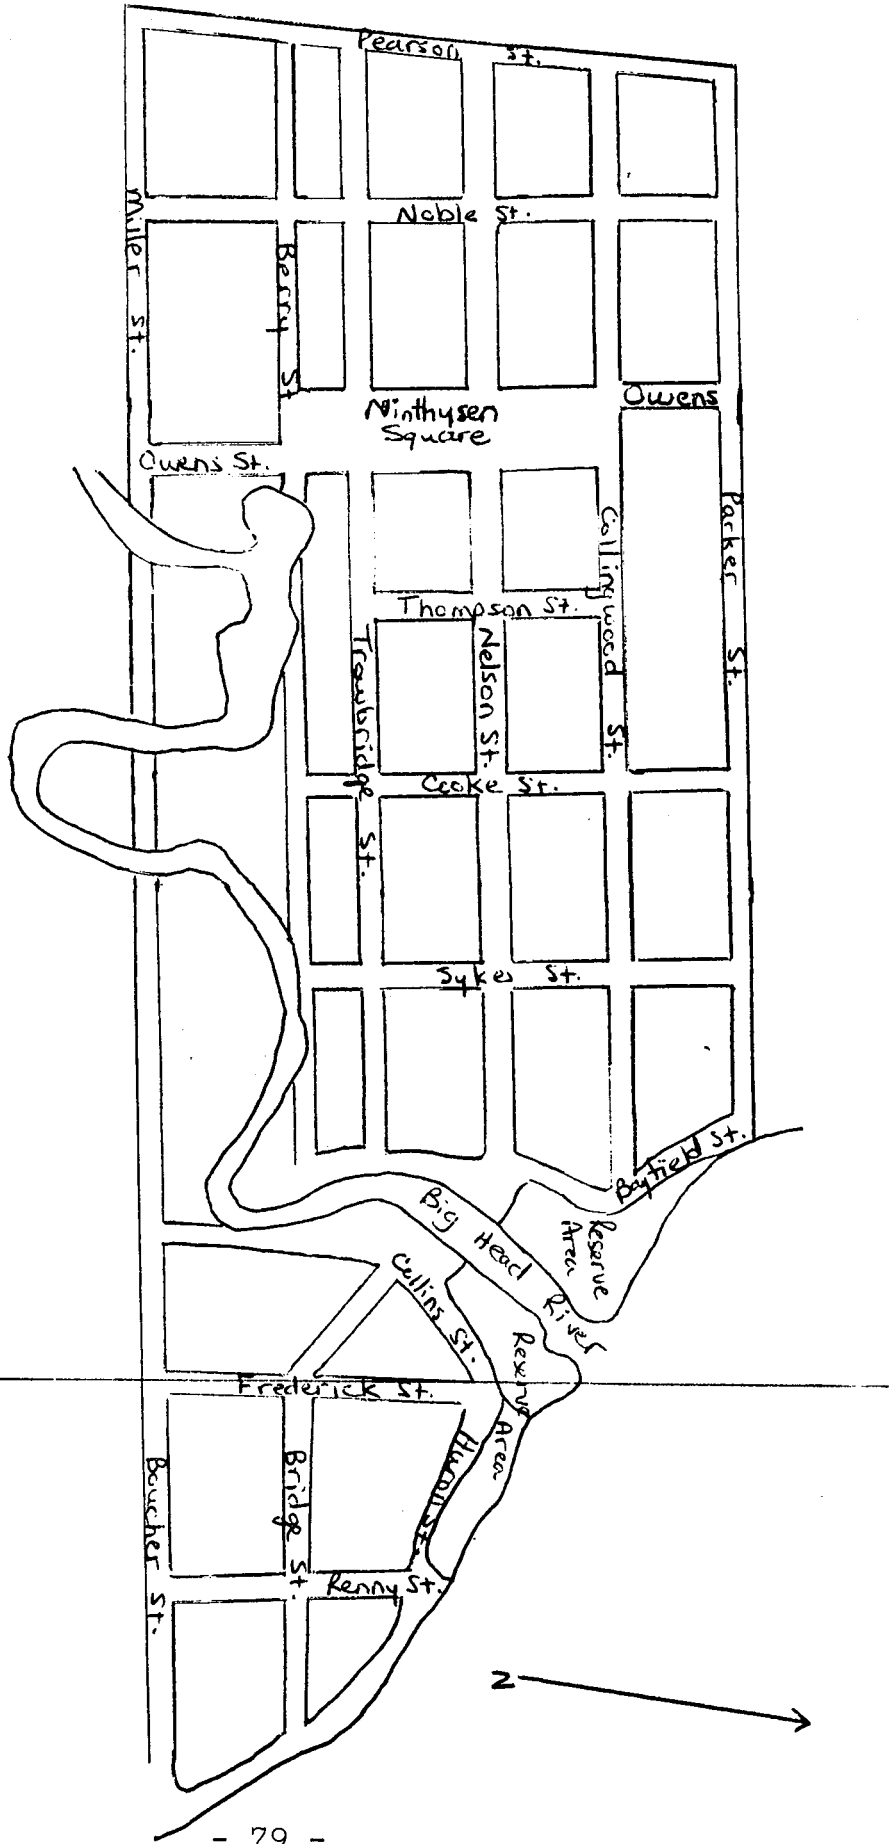 Pearson St.
Noble St.
Miller St.
Berry St
Ninthysen
Square
Owens
Owens St.
Parker St.
Collingwood St.
Thompson St.
Nelson St.
Trowbridge St.
Cooke St.
Sykes St.
Bayfield St.
Reserve
Area
Big Head River
Collins St.
Reserve Area
Frederick St.
Huron St.
Bridge St.
Boucher St.
Renny St.
N
- 79 -